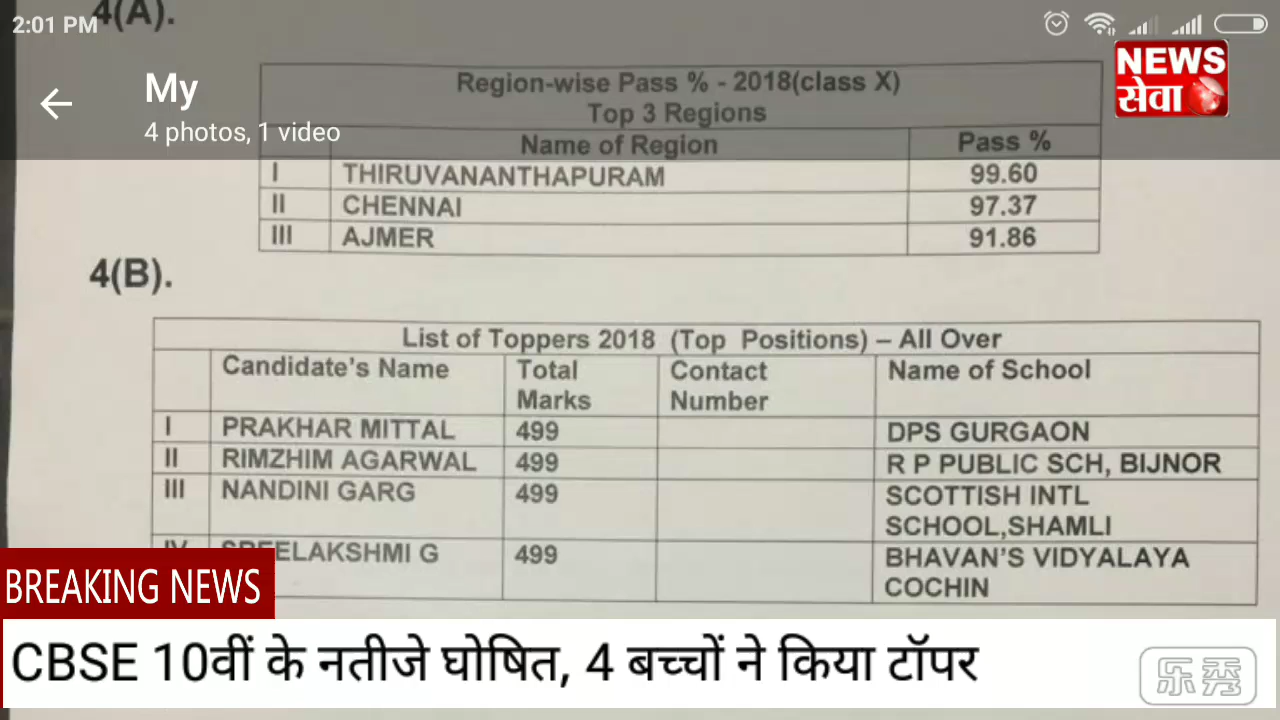 2:01 PM
4(A).
NEWS
सेवा
My
4 photos, 1 video
Region-wise Pass % - 2018(class X)
Top 3 Regions
Name of Region Pass %
I THIRUVANANTHAPURAM 99.60
II CHENNAI 97.37
III AJMER 91.86
4(B).
List of Toppers 2018 (Top Positions) – All Over
Candidate's Name Total Marks Contact Number Name of School
I PRAKHAR MITTAL 499 DPS GURGAON
II RIMZHIM AGARWAL 499 R P PUBLIC SCH, BIJNOR
III NANDINI GARG 499 SCOTTISH INTL
SCHOOL,SHAMLI
IV SREELAKSHMI G 499 BHAVAN'S VIDYALAYA
COCHIN
BREAKING NEWS
CBSE 10वीं के नतीजे घोषित, 4 बच्चों ने किया टॉपर
乐秀